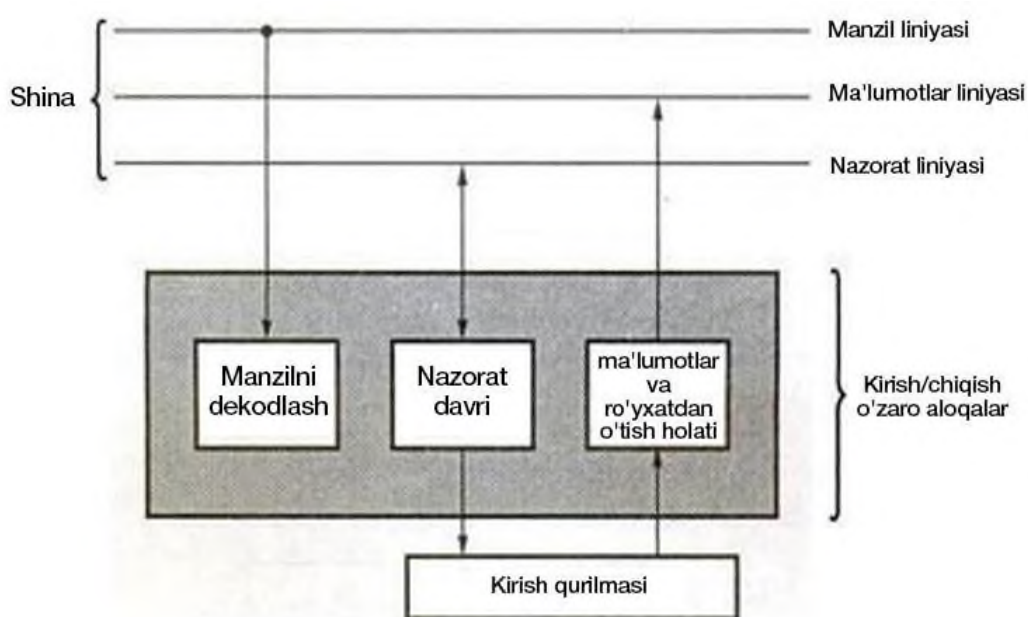 Manzil liniyasi
Shina
Ma'lumotlar liniyasi
Nazorat liniyasi
Manzilni
dekodlash
Nazorat
davri
ma'lumotlar
va
ro'yxatdan
o'tish holati
Kirish/chiqish
o'zaro aloqalar
Kirish qurilmasi